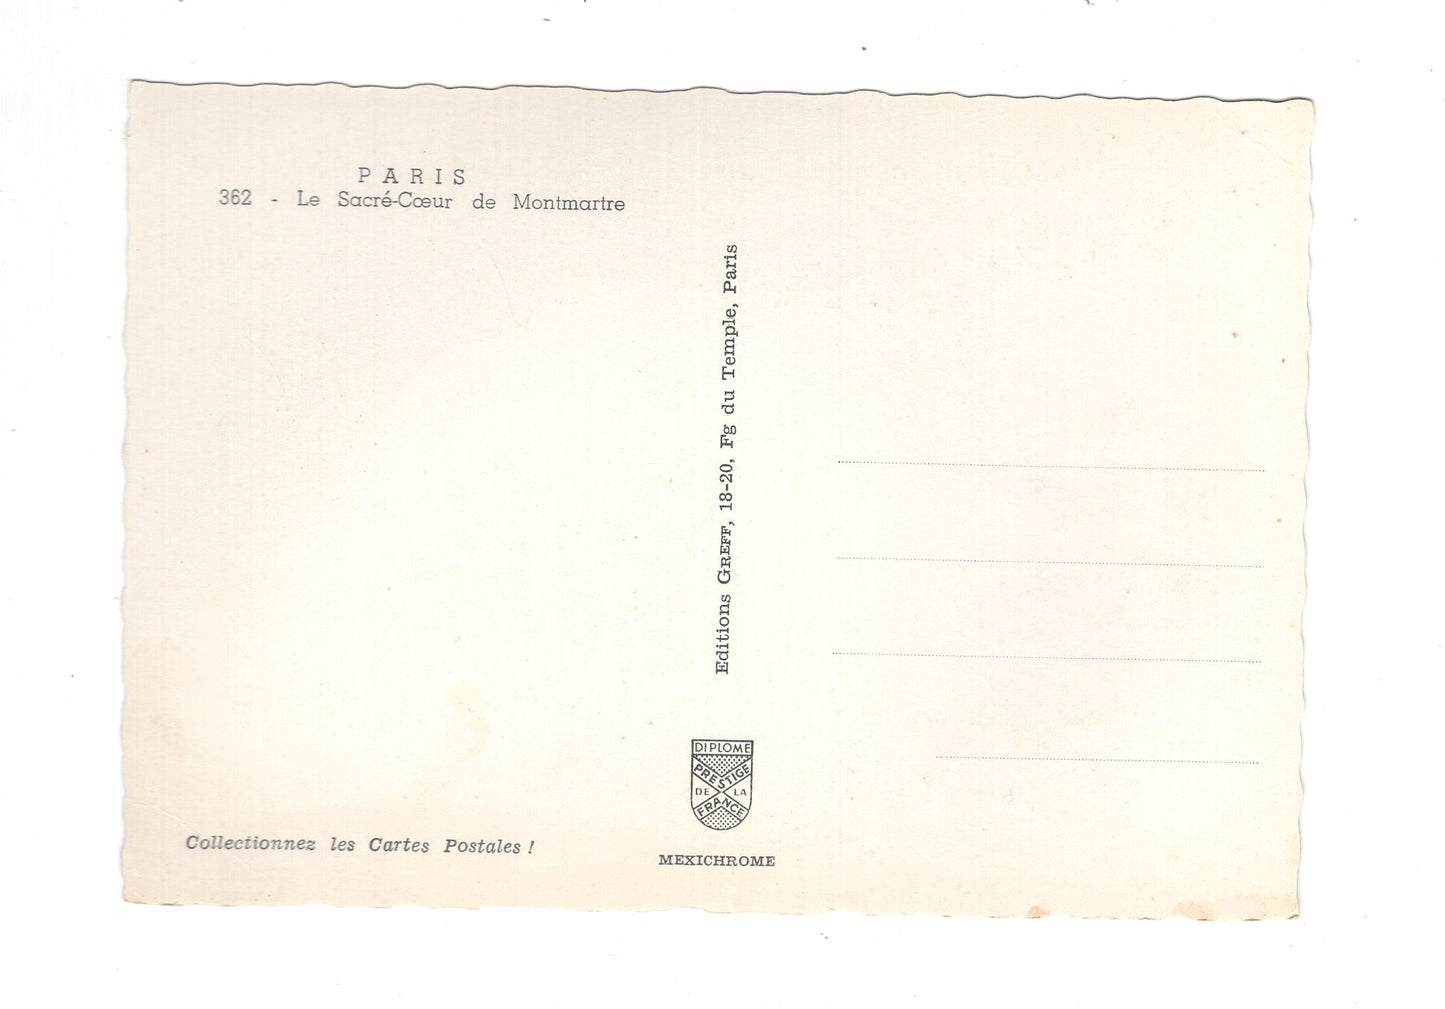 PARIS
362 - Le Sacré-Cœur de Montmartre
Editions GREFF, 18-20, Fg du Temple, Paris
DIPLOME
PRESTIGE
DE LA
FRANCE
Collectionnez les Cartes Postales !
MEXICHROME